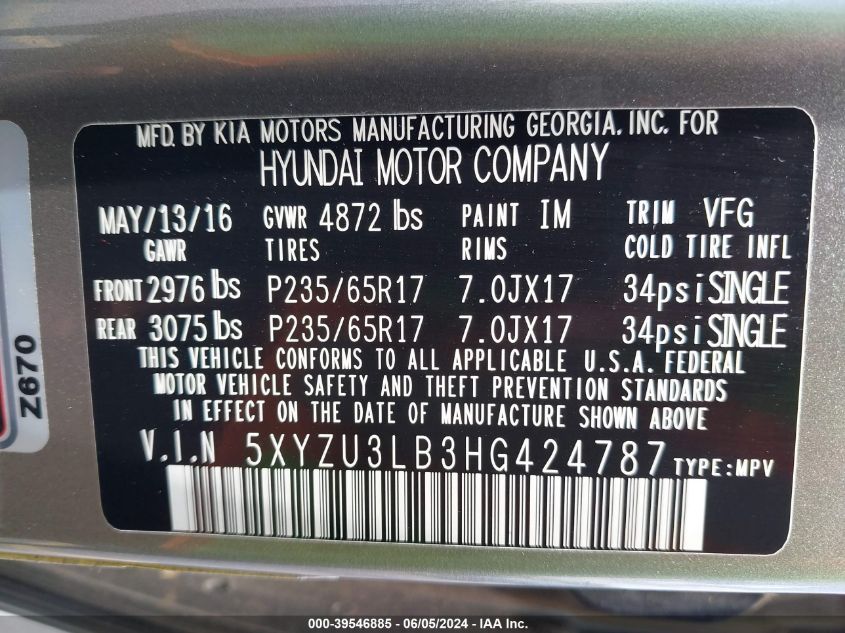 MFD. BY KIA MOTORS MANUFACTURING GEORGIA, INC. FOR
HYUNDAI MOTOR COMPANY
MAY/13/16 GVWR 4872 lbs PAINT IM TRIM VFG
GAWR TIRES RIMS COLD TIRE INFL
FRONT 2976 lbs P235/65R17 7.0JX17 34psi SINGLE
REAR 3075 lbs P235/65R17 7.0JX17 34psi SINGLE
THIS VEHICLE CONFORMS TO ALL APPLICABLE U.S.A. FEDERAL
MOTOR VEHICLE SAFETY AND THEFT PREVENTION STANDARDS
IN EFFECT ON THE DATE OF MANUFACTURE SHOWN ABOVE
V.I.N 5XYZU3LB3HG424787 TYPE:MPV
Z670
000-39546885 - 06/05/2024 - IAA Inc.